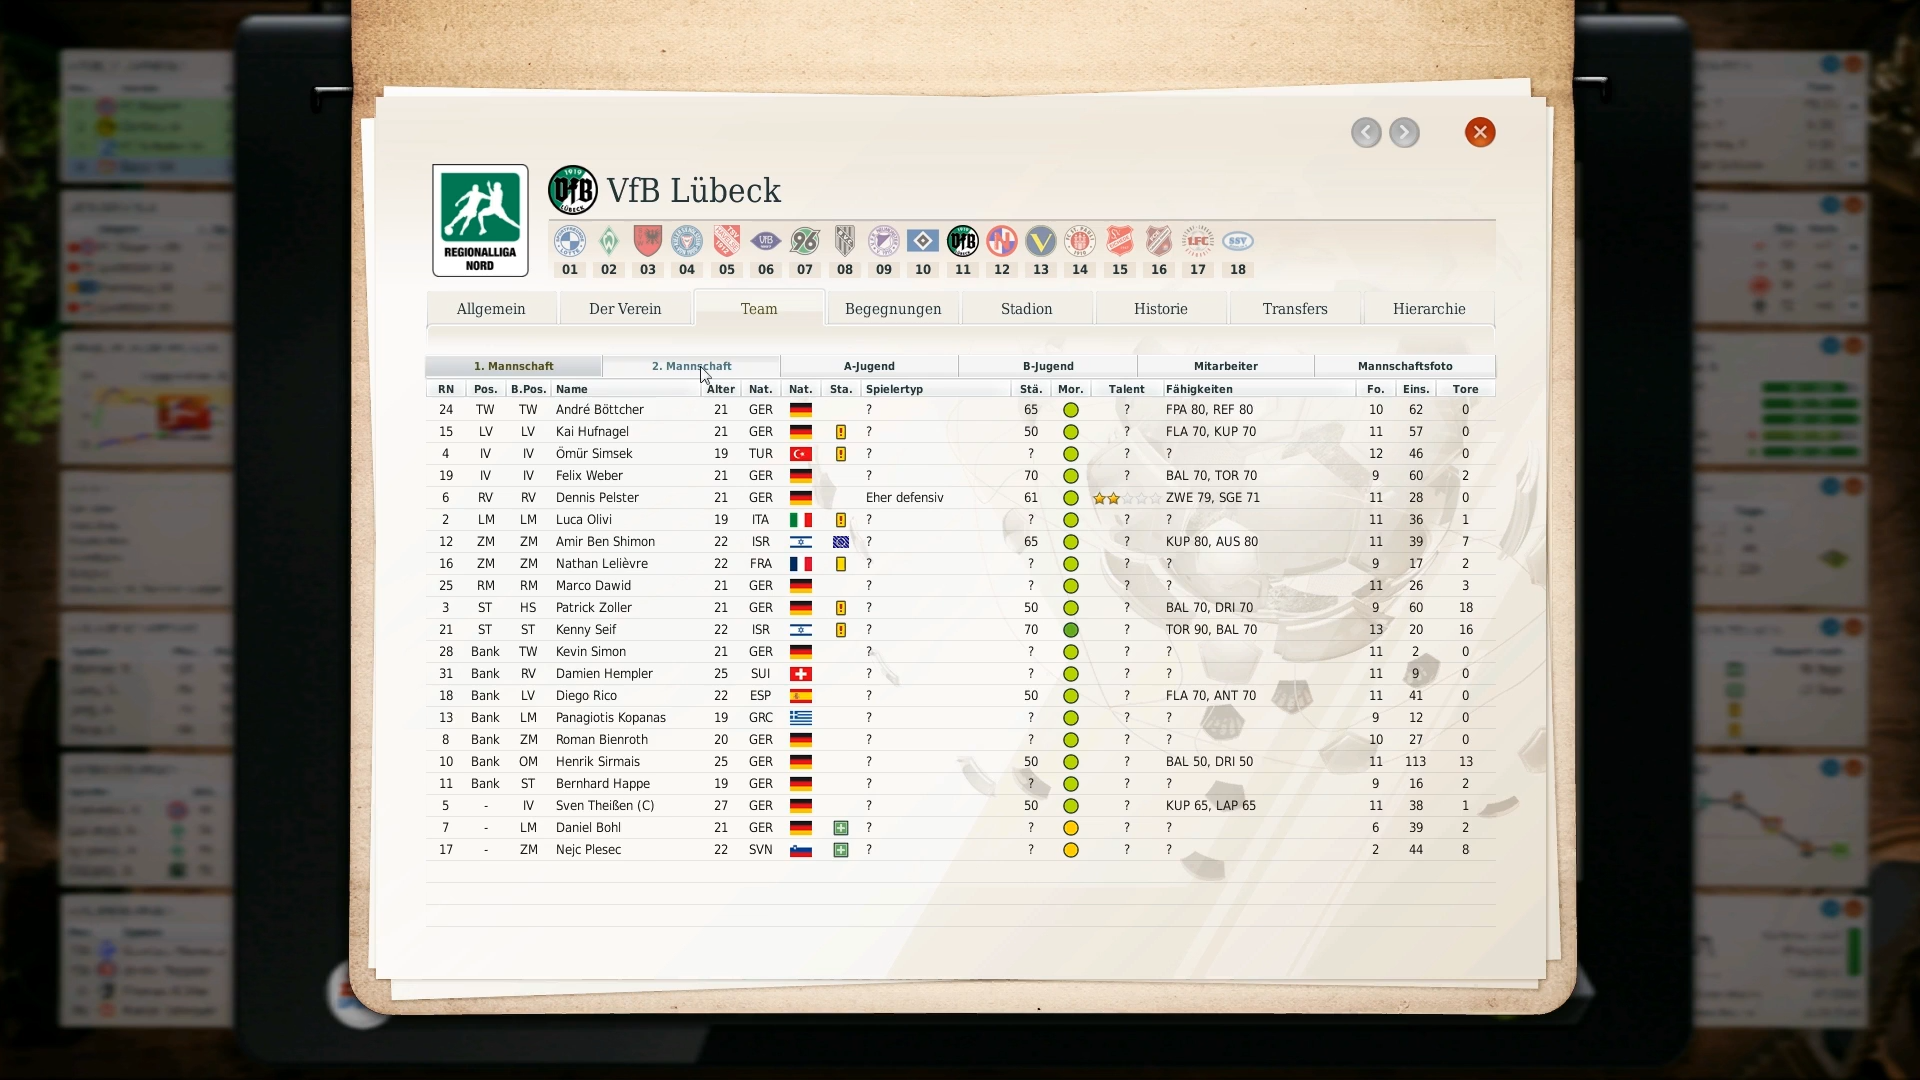 VfB Lübeck
REGIONALLIGA
NORD
01 02 03 04 05 06 07 08 09 10 11 12 13 14 15 16 17 18
Allgemein Der Verein Team Begegnungen Stadion Historie Transfers Hierarchie
1. Mannschaft 2. Mannschaft A-Jugend B-Jugend Mitarbeiter Mannschaftsfoto
RN Pos. B.Pos. Name Alter Nat. Nat. Sta. Spielertyp Stä. Mor. Talent Fähigkeiten Fo. Eins. Tore
24 TW TW André Böttcher 21 GER ? 65 ? FPA 80, REF 80 10 62 0
15 LV LV Kai Hufnagel 21 GER ? 50 ? FLA 70, KUP 70 11 57 0
4 IV IV Ömür Simsek 19 TUR ? ? ? ? 12 46 0
19 IV IV Felix Weber 21 GER ? 70 ? BAL 70, TOR 70 9 60 2
6 RV RV Dennis Pelster 21 GER Eher defensiv 61 ZWE 79, SGE 71 11 28 0
2 LM LM Luca Olivi 19 ITA ? ? ? ? 11 36 1
12 ZM ZM Amir Ben Shimon 22 ISR ? 65 ? KUP 80, AUS 80 11 39 7
16 ZM ZM Nathan Lelièvre 22 FRA ? ? ? ? 9 17 2
25 RM RM Marco Dawid 21 GER ? ? ? ? 11 26 3
3 ST HS Patrick Zoller 21 GER ? 50 ? BAL 70, DRI 70 9 60 18
21 ST ST Kenny Seif 22 ISR ? 70 ? TOR 90, BAL 70 13 20 16
28 Bank TW Kevin Simon 21 GER ? ? ? ? 11 2 0
31 Bank RV Damien Hempler 25 SUI ? ? ? ? 11 9 0
18 Bank LV Diego Rico 22 ESP ? 50 ? FLA 70, ANT 70 11 41 0
13 Bank LM Panagiotis Kopanas 19 GRC ? ? ? ? 9 12 0
8 Bank ZM Roman Bienroth 20 GER ? ? ? ? 10 27 0
10 Bank OM Henrik Sirmais 25 GER ? 50 ? BAL 50, DRI 50 11 113 13
11 Bank ST Bernhard Happe 19 GER ? ? ? ? 9 16 2
5 - IV Sven Theißen (C) 27 GER ? 50 ? KUP 65, LAP 65 11 38 1
7 - LM Daniel Bohl 21 GER ? ? ? ? 6 39 2
17 - ZM Nejc Plesec 22 SVN ? ? ? ? 2 44 8